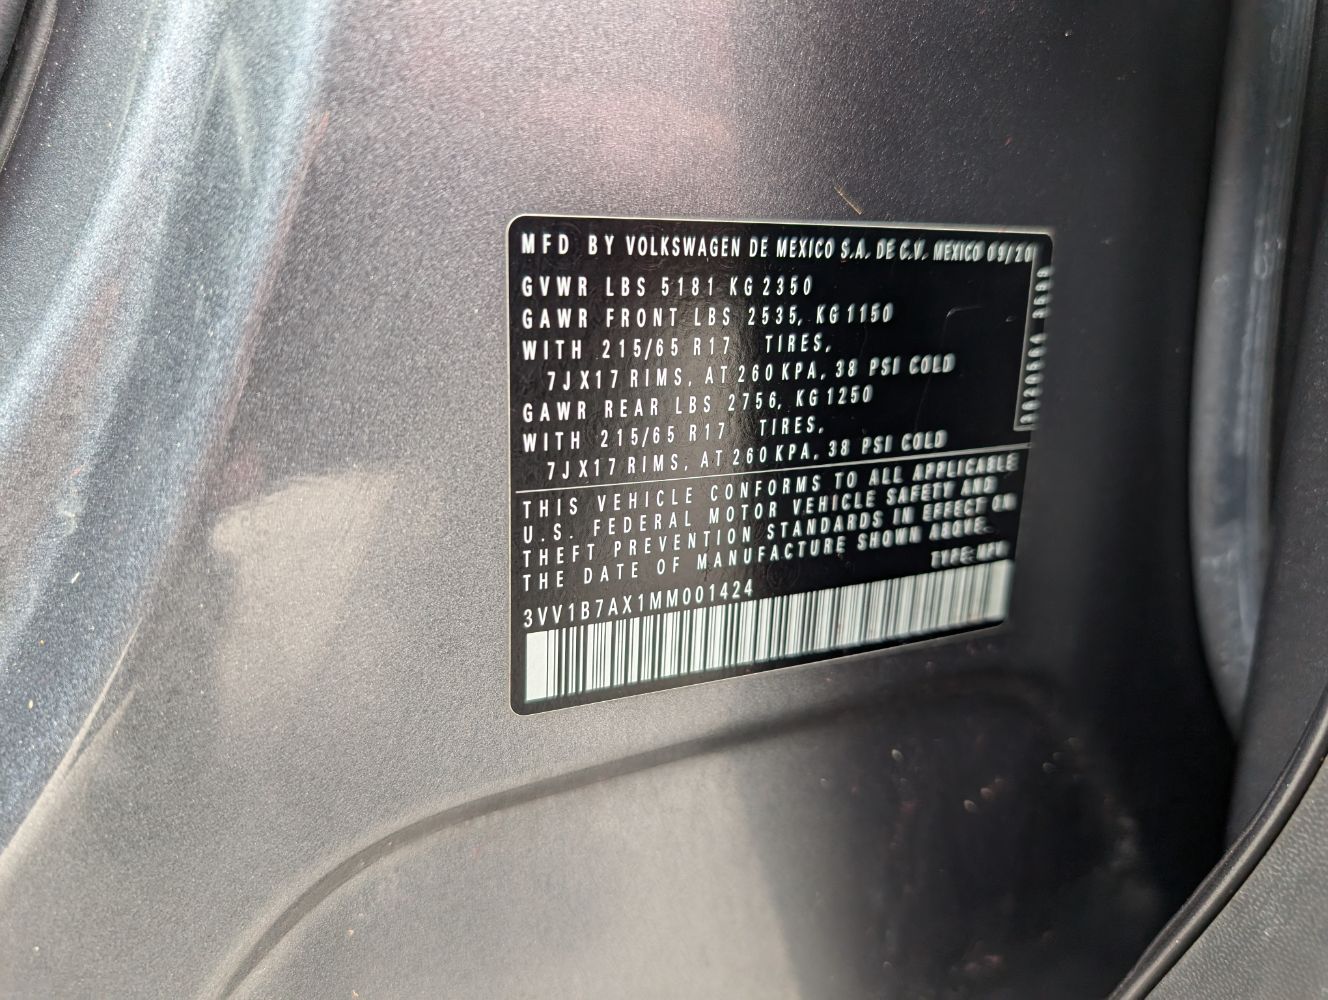 MFD BY VOLKSWAGEN DE MEXICO S.A. DE C.V. MEXICO 09/20
GVWR LBS 5181 KG 2350
GAWR FRONT LBS 2535, KG 1150
WITH 215/65 R17 TIRES,
7JX17 RIMS, AT 260 KPA, 38 PSI COLD
GAWR REAR LBS 2756, KG 1250
WITH 215/65 R17 TIRES,
7JX17 RIMS, AT 260 KPA, 38 PSI COLD
THIS VEHICLE CONFORMS TO ALL APPLICABLE
U.S. FEDERAL MOTOR VEHICLE SAFETY AND
THEFT PREVENTION STANDARDS IN EFFECT ON
THE DATE OF MANUFACTURE SHOWN ABOVE.
TYPE: MPV
3VV1B7AX1MM001424